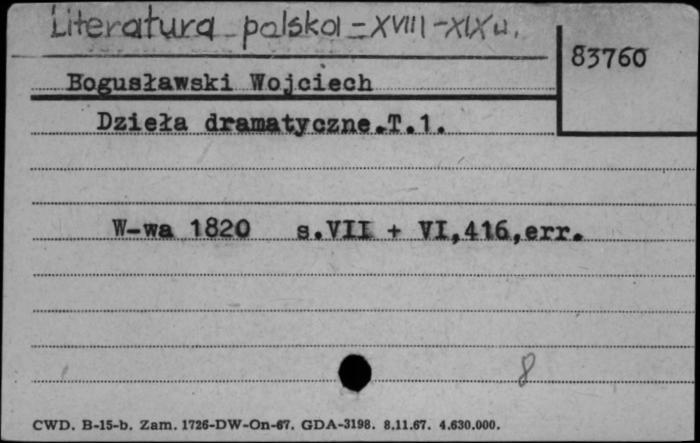 Literatura polska - XVIII - XIX w.
83760
Bogusławski Wojciech
Dzieła dramatyczne.T.1.
W-wa 1820 s.VII + VI,416,err.
8
CWD. B-15-b. Zam. 1726-DW-On-67. GDA-3198. 8.11.67. 4.630.000.